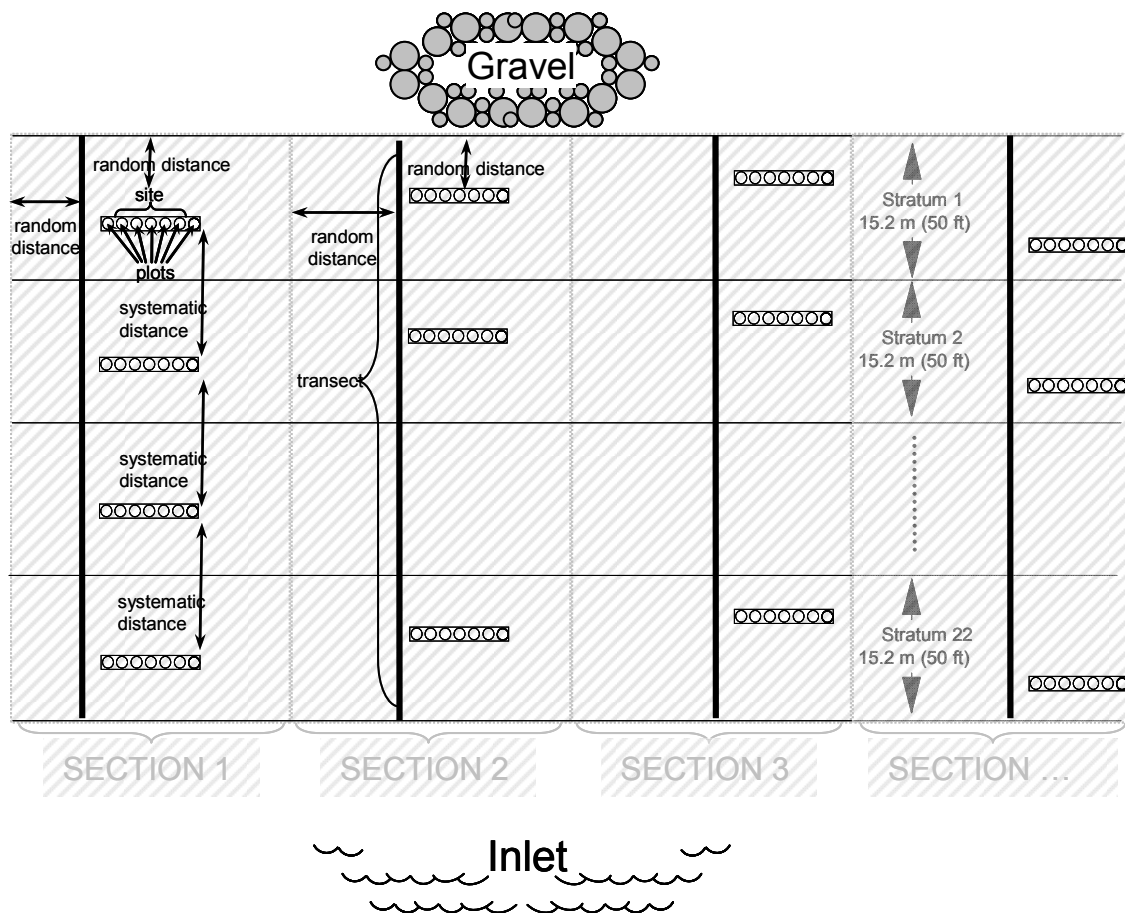 Gravel
random distance
site
random
distance
plots
systematic
distance
systematic
distance
systematic
distance
random distance
random
distance
transect
Stratum 1
15.2 m (50 ft)
Stratum 2
15.2 m (50 ft)
Stratum 22
15.2 m (50 ft)
SECTION 1
SECTION 2
SECTION 3
SECTION ...
Inlet